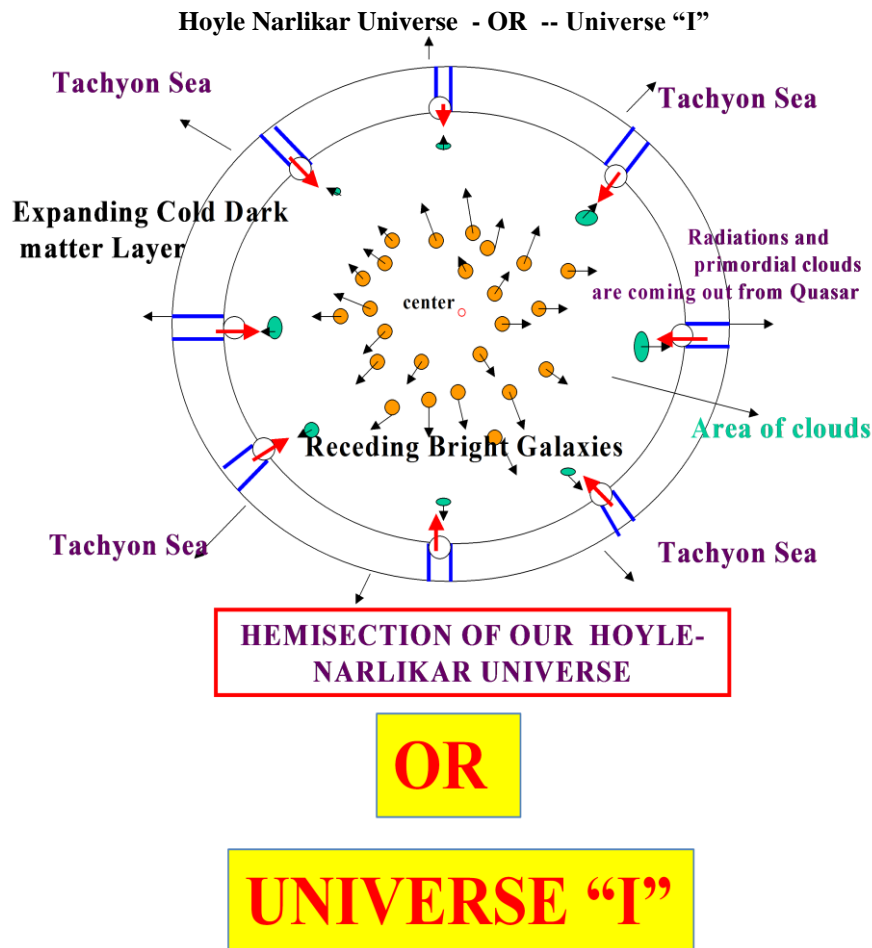 Hoyle Narlikar Universe - OR -- Universe “I”
Tachyon Sea
Tachyon Sea
Expanding Cold Dark
matter Layer
Radiations and
primordial clouds
are coming out from Quasar
center
Area of clouds
Receding Bright Galaxies
Tachyon Sea
Tachyon Sea
HEMISECTION OF OUR HOYLE-
NARLIKAR UNIVERSE
OR
UNIVERSE “I”